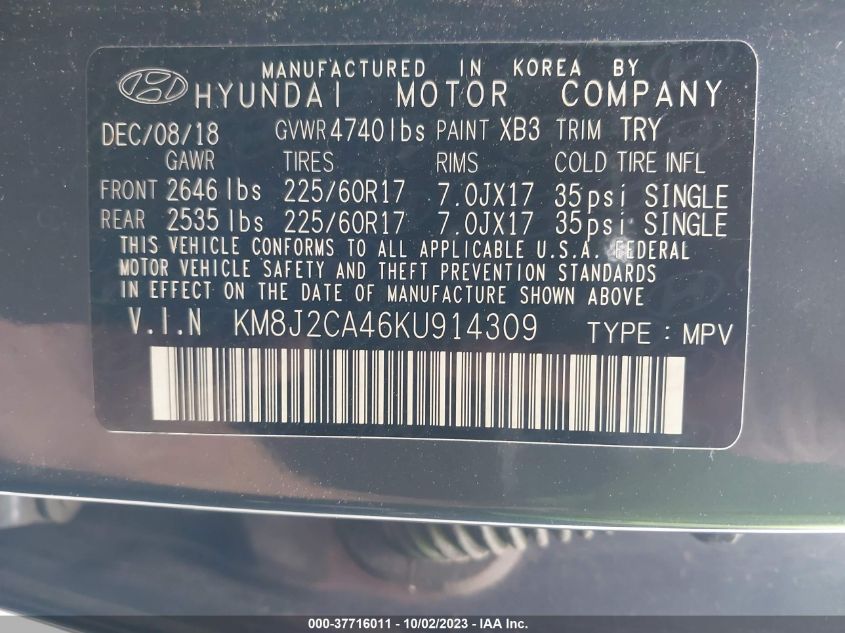 MANUFACTURED IN KOREA BY
HYUNDAI MOTOR COMPANY
DEC/08/18 GVWR 4740 lbs PAINT XB3 TRIM TRY
GAWR TIRES RIMS COLD TIRE INFL
FRONT 2646 lbs 225/60R17 7.0JX17 35psi SINGLE
REAR 2535 lbs 225/60R17 7.0JX17 35psi SINGLE
THIS VEHICLE CONFORMS TO ALL APPLICABLE U.S.A. FEDERAL
MOTOR VEHICLE SAFETY AND THEFT PREVENTION STANDARDS
IN EFFECT ON THE DATE OF MANUFACTURE SHOWN ABOVE
V.I.N KM8J2CA46KU914309 TYPE : MPV
000-37716011 - 10/02/2023 - IAA Inc.